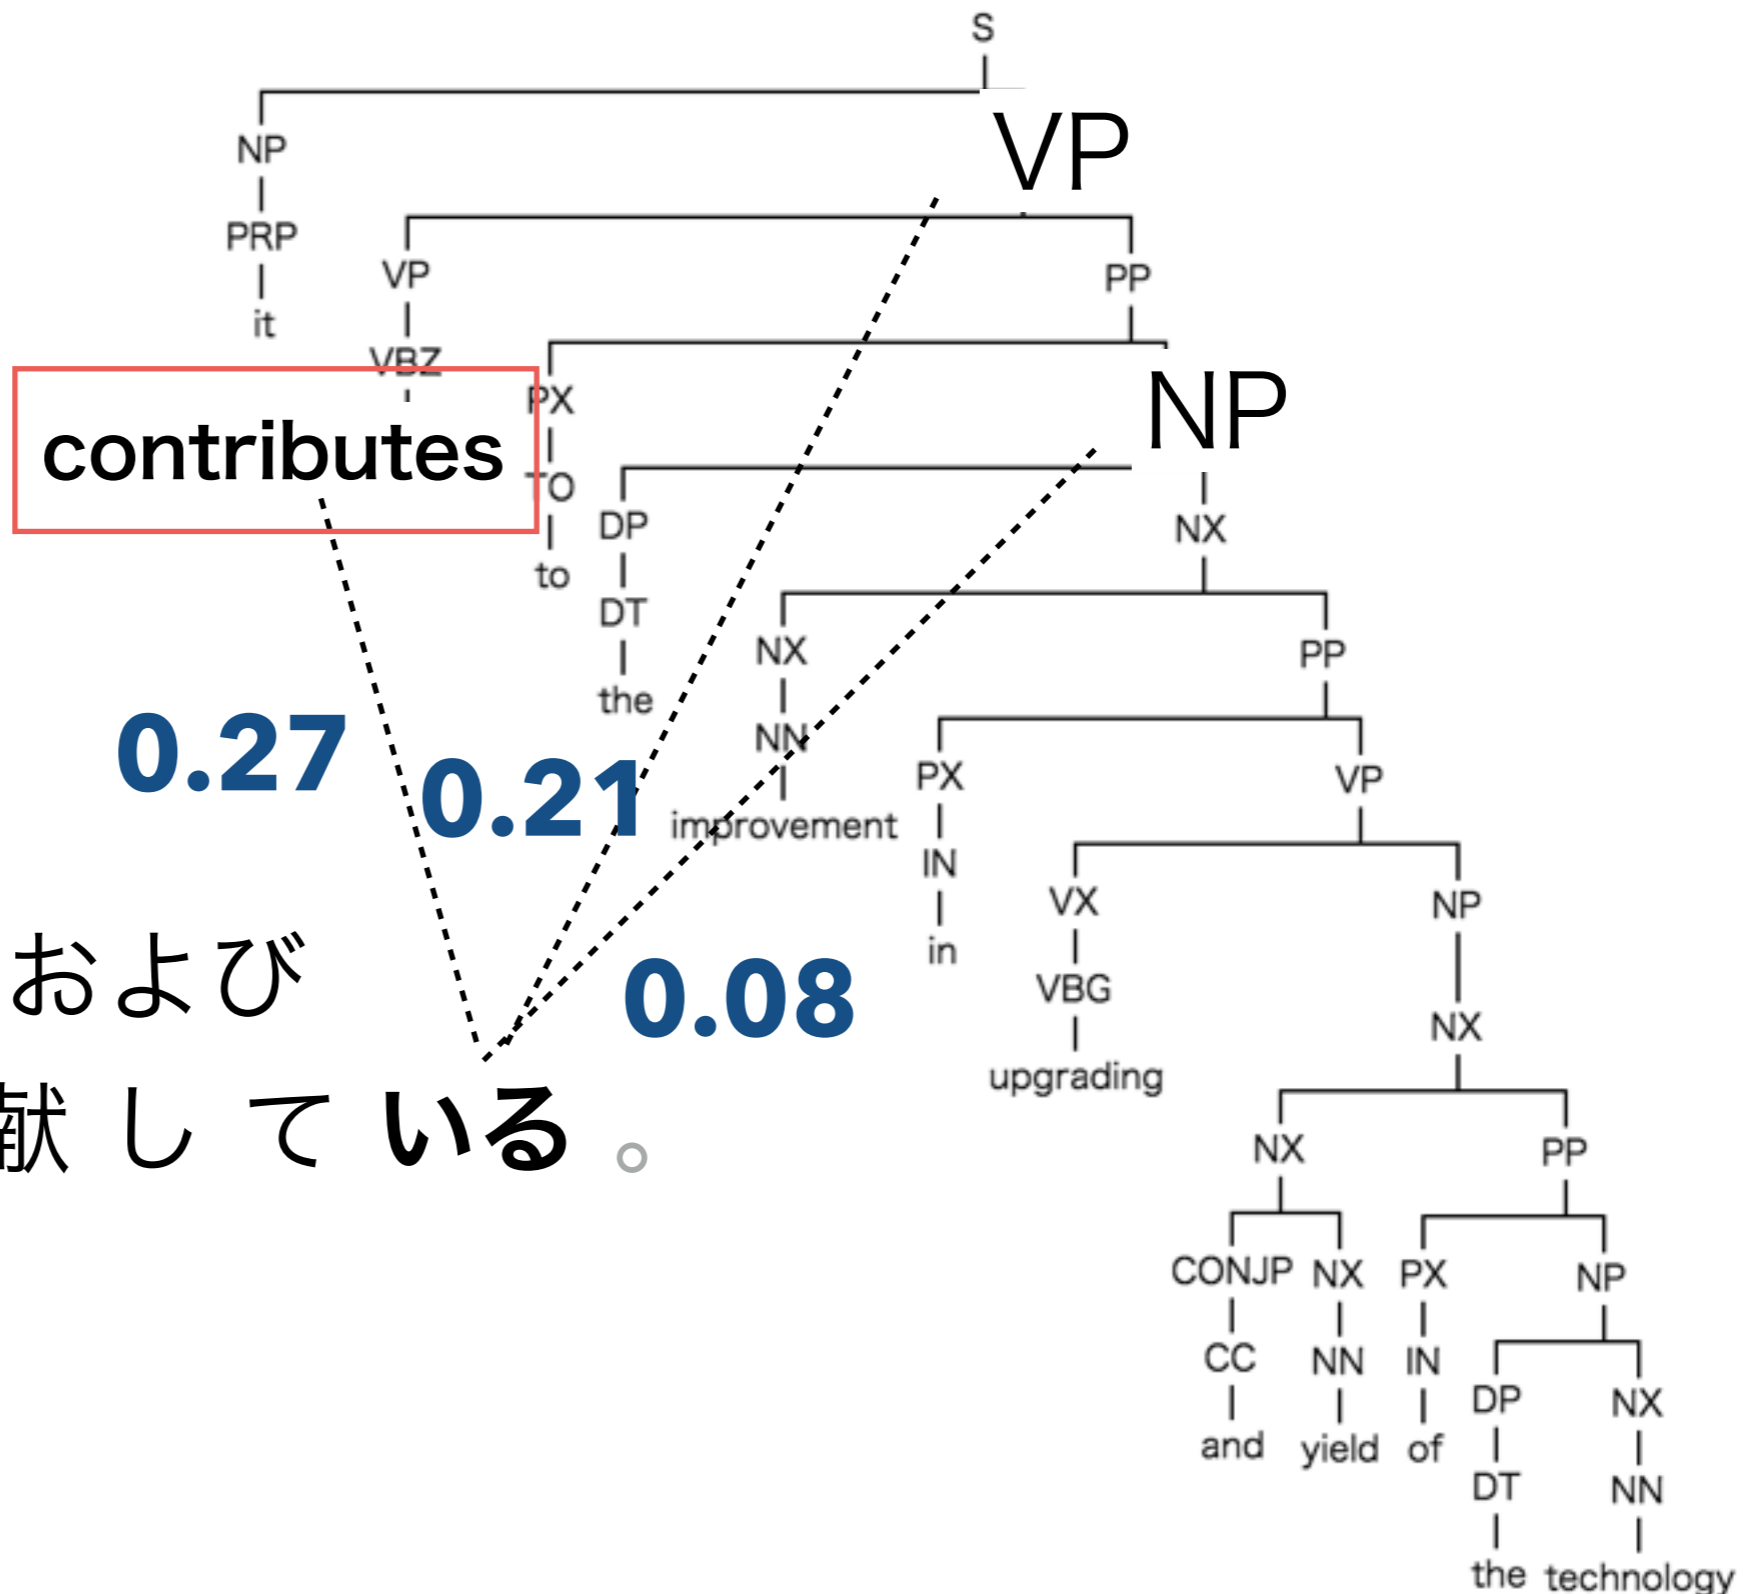 S
NP
VP
PRP
VP
PP
it
VBZ
PX
NP
contributes
TO
DP
NX
to
DT
NX
PP
the
NN
0.27
0.21
PX
VP
improvement
IN
VX
NP
in
および
0.08
VBG
NX
upgrading
献 し て いる 。
NX
PP
CONJP NX PX NP
CC NN IN
DP NX
and yield of
DT NN
the technology